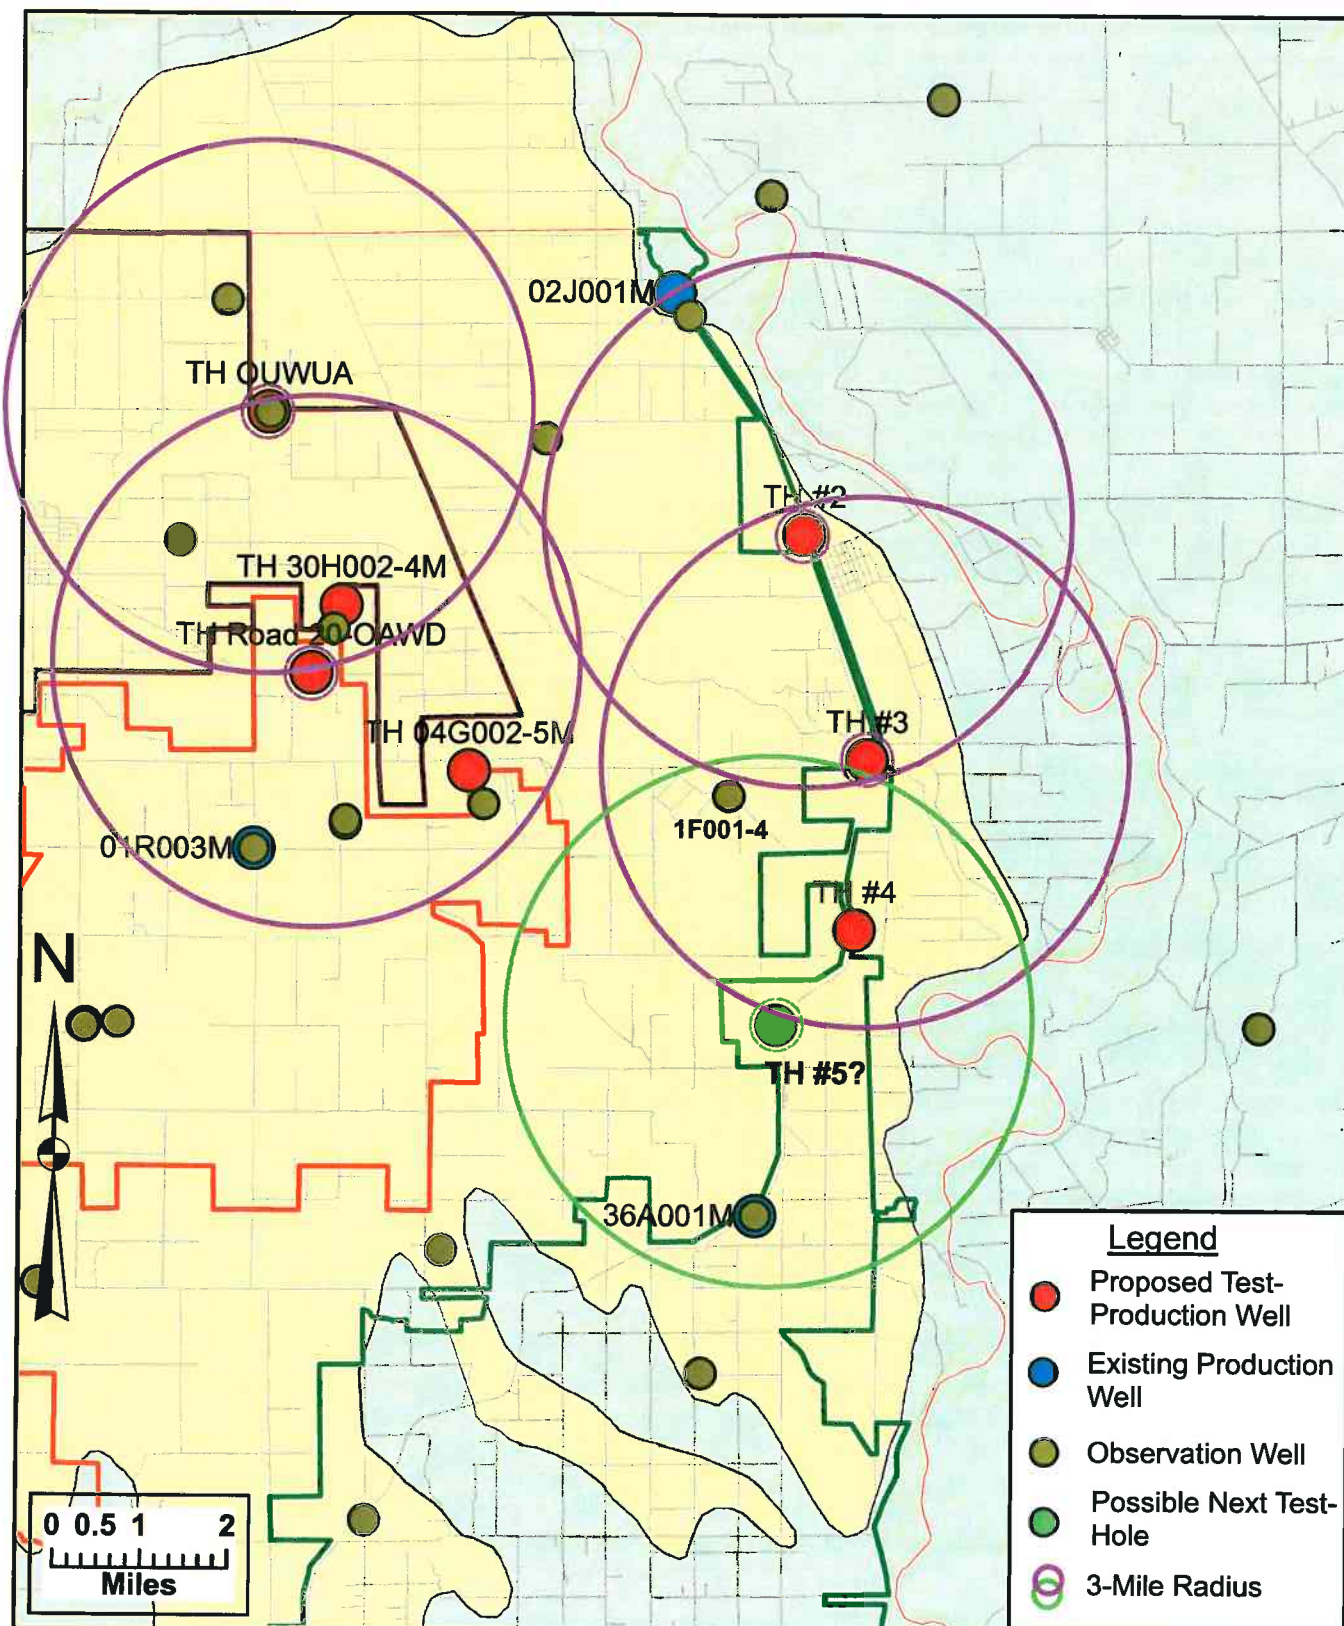 02J001M
TH OUWUA
TH #2
TH 30H002-4M
TH Road 20-OAWD
TH #3
TH 04G002-5M
1F001-4
01R003M
TH #4
N
TH #5?
36A001M
Legend
Proposed Test-
Production Well
Existing Production
Well
Observation Well
Possible Next Test-
Hole
3-Mile Radius
0 0.5 1 2
Miles